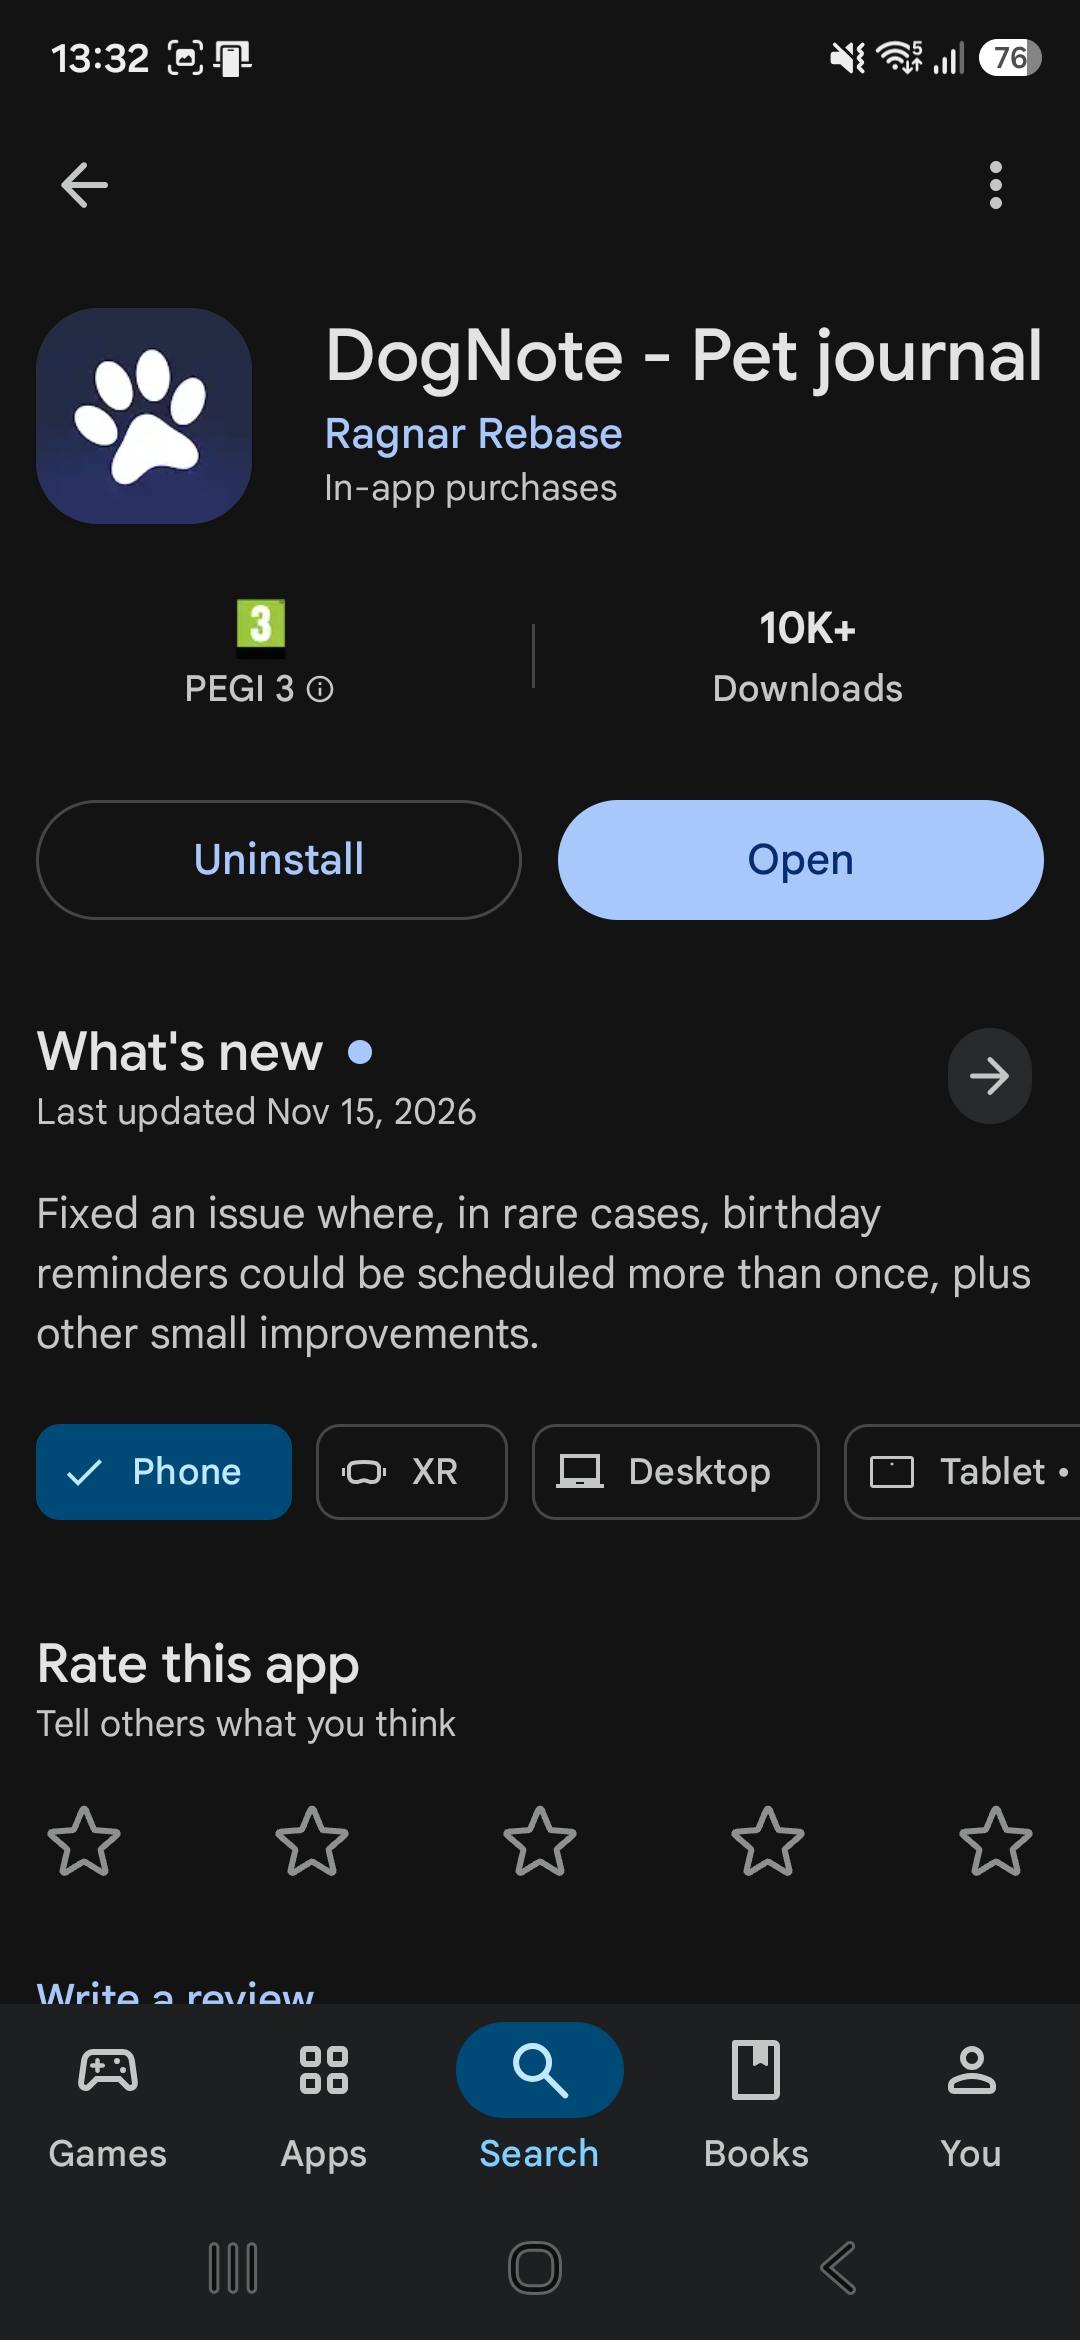 13:32
5
76
DogNote - Pet journal
Ragnar Rebase
In-app purchases
3
PEGI 3
10K+
Downloads
Uninstall
Open
What's new
Last updated Nov 15, 2026
Fixed an issue where, in rare cases, birthday
reminders could be scheduled more than once, plus
other small improvements.
Phone
XR
Desktop
Tablet •
Rate this app
Tell others what you think
Write a review
Games
Apps
Search
Books
You